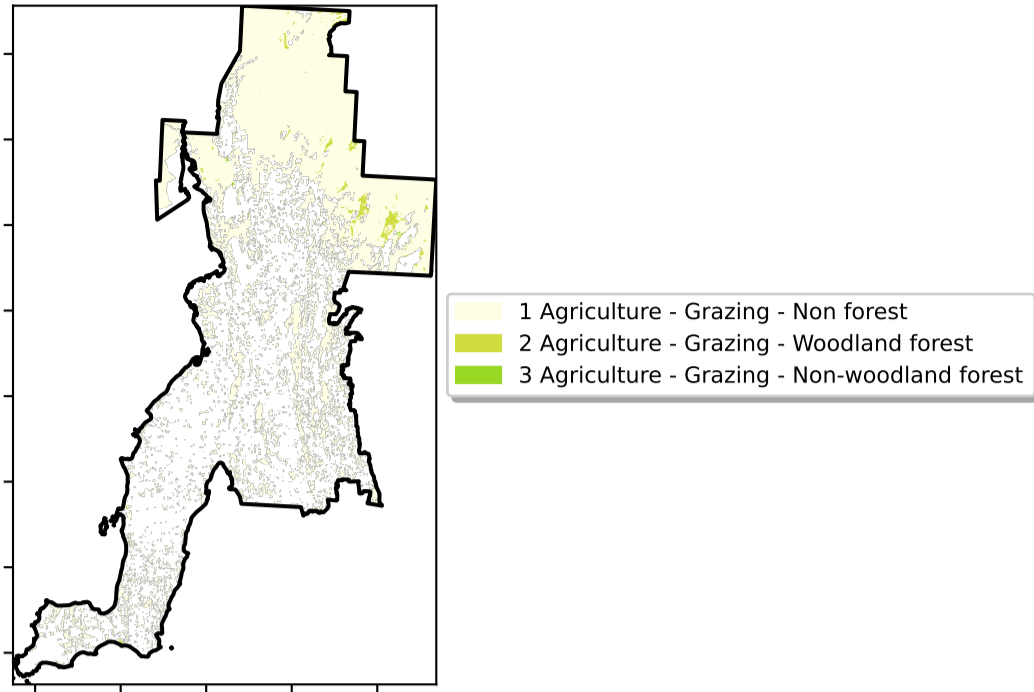 1 Agriculture - Grazing - Non forest
2 Agriculture - Grazing - Woodland forest
3 Agriculture - Grazing - Non-woodland forest